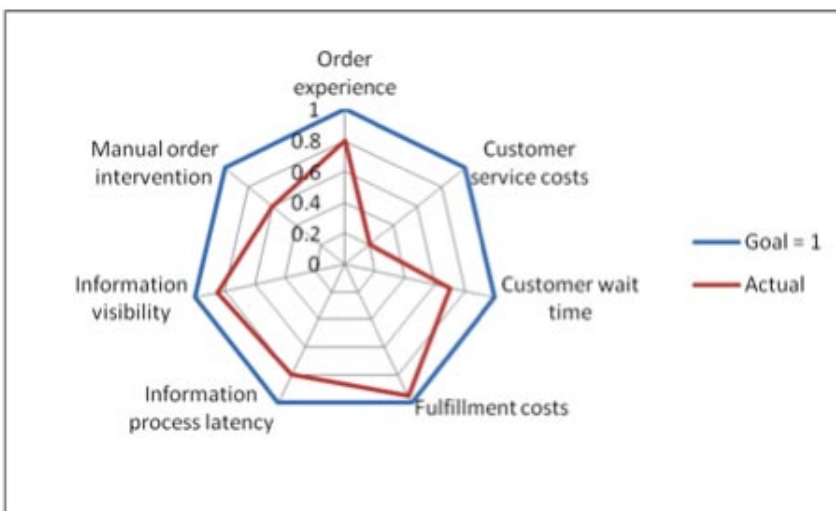 Order
experience
1
0.8
0.6
0.4
0.2
0
Manual order
intervention
Customer
service costs
Information
visibility
Customer wait
time
Information
process latency
Fulfillment costs
Goal = 1
Actual